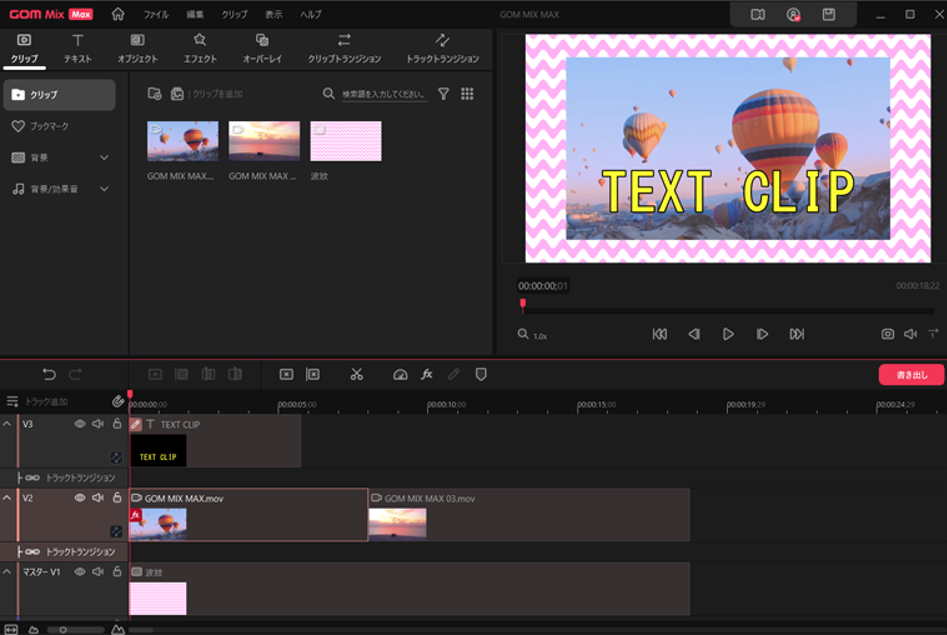 GOM Mix Max ファイル 編集 クリップ 表示 ヘルプ GOM MIX MAX
クリップ テキスト オブジェクト エフェクト オーバーレイ クリップトランジション トラックトランジション
クリップ
クリップを追加 検索語を入力してください。
ブックマーク
背景
背景/効果音
GOM MIX MAX... GOM MIX MAX ... 波紋
TEXT CLIP
00:00:00;01 00:00:18;22
1.0x
書き出し
トラック追加 00:00:00;00 00:00:05;00 00:00:10;00 00:00:15;00 00:00:19;29 00:00:24;29
V3 T TEXT CLIP
TEXT CLIP
トラックトランジション
V2 GOM MIX MAX.mov GOM MIX MAX 03.mov
fx
トラックトランジション
マスター V1 波紋